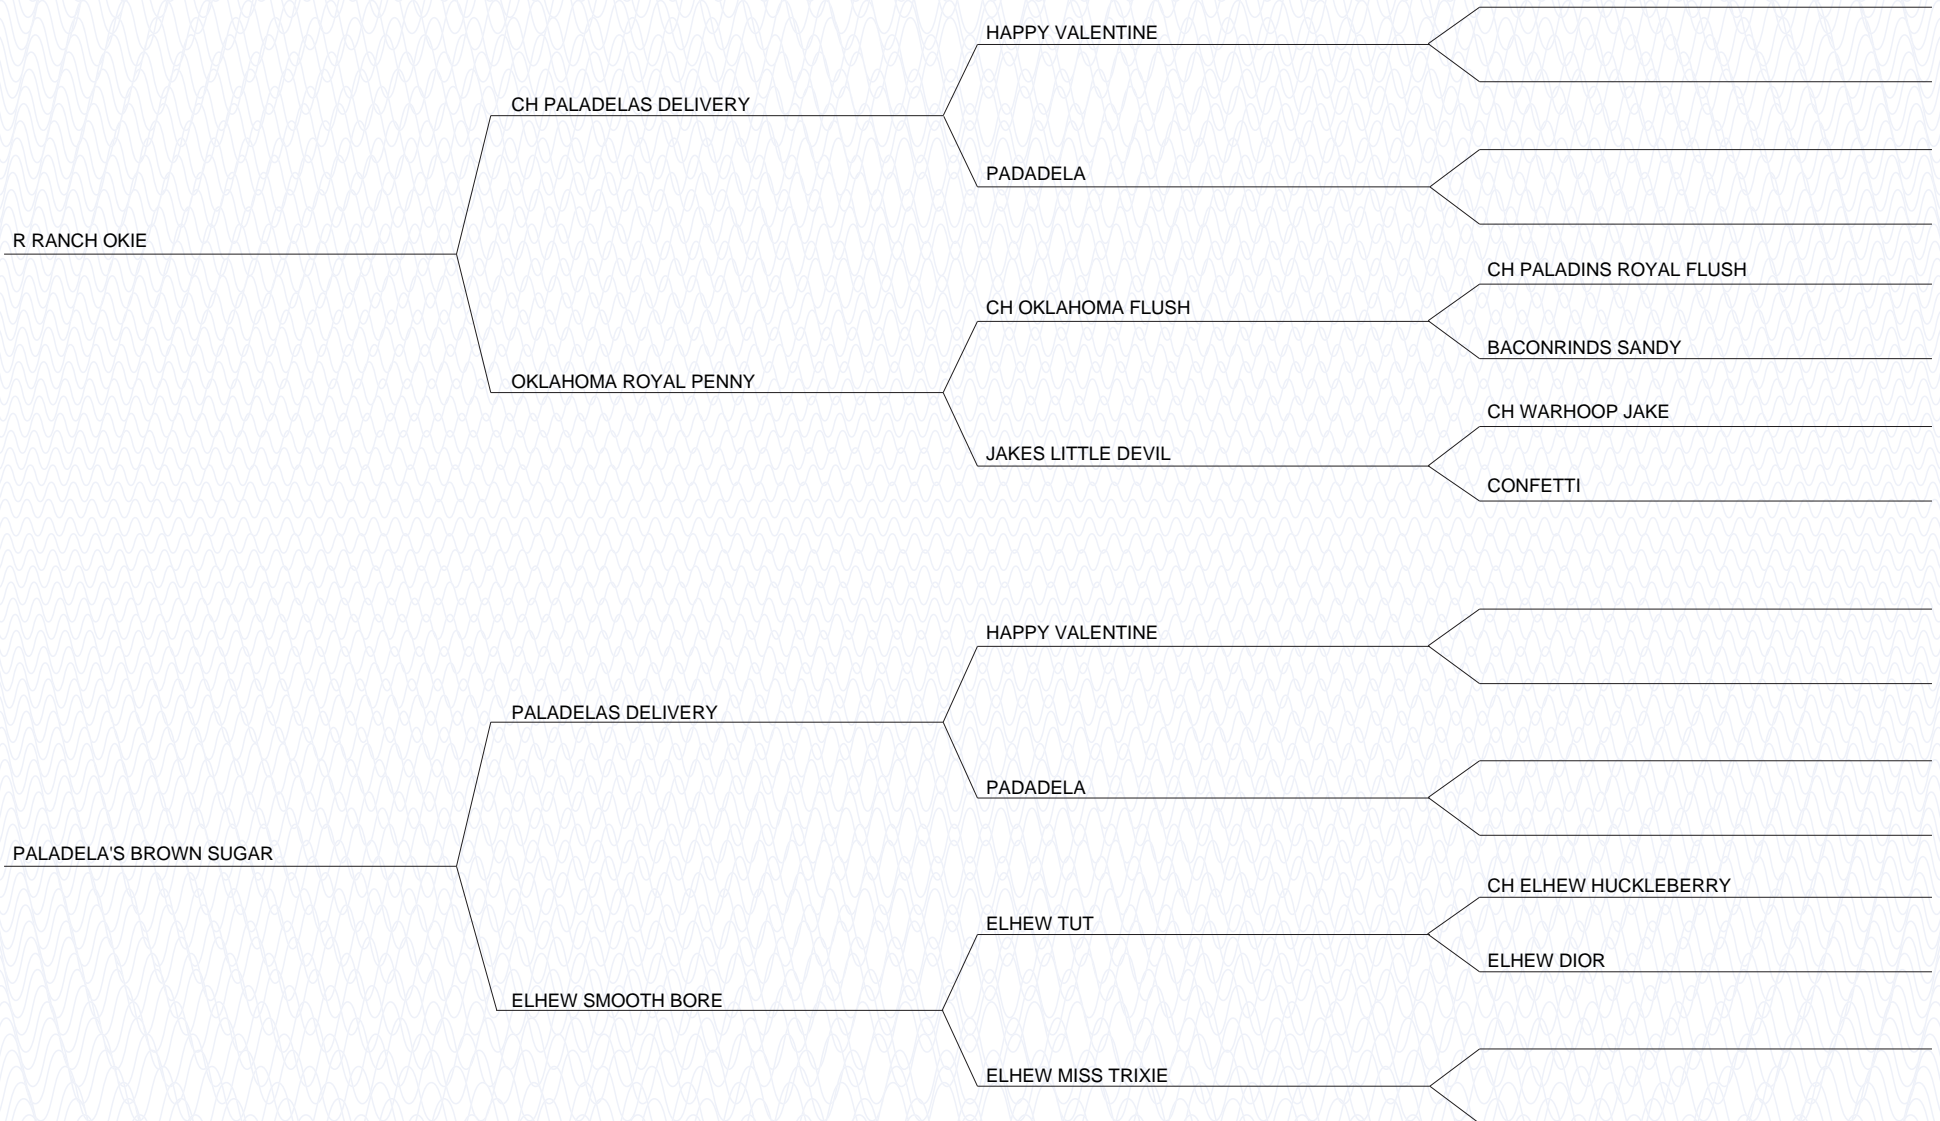 HAPPY VALENTINE
CH PALADELAS DELIVERY
PADADELA
R RANCH OKIE
CH PALADINS ROYAL FLUSH
CH OKLAHOMA FLUSH
BACONRINDS SANDY
OKLAHOMA ROYAL PENNY
CH WARHOOP JAKE
JAKES LITTLE DEVIL
CONFETTI
HAPPY VALENTINE
PALADELAS DELIVERY
PADADELA
PALADELA'S BROWN SUGAR
CH ELHEW HUCKLEBERRY
ELHEW TUT
ELHEW DIOR
ELHEW SMOOTH BORE
ELHEW MISS TRIXIE